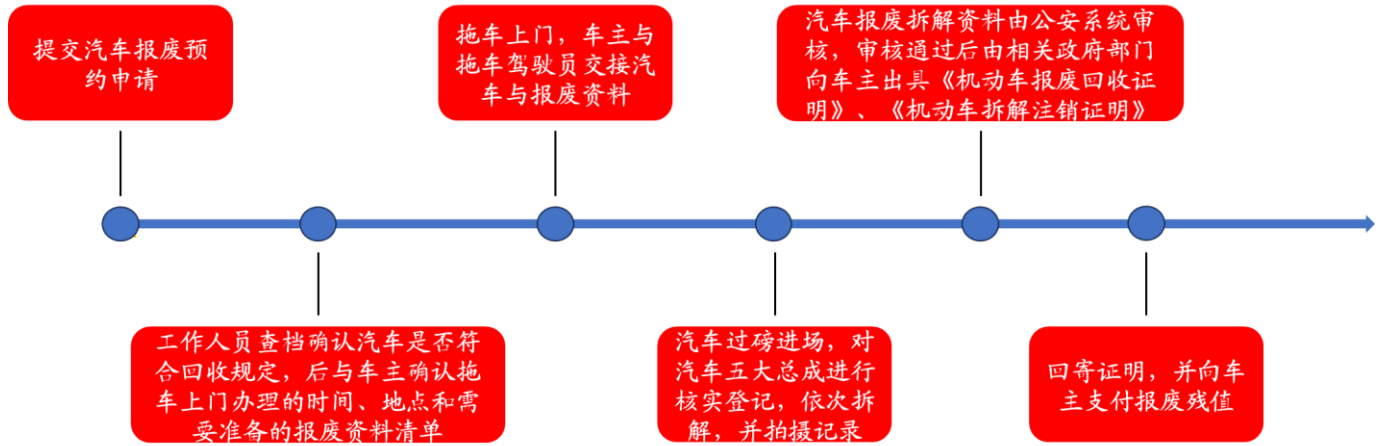 提交汽车报废预
约申请
工作人员查档确认汽车是否符
合回收规定，后与车主确认拖
车上门办理的时间、地点和需
要准备的报废资料清单
拖车上门，车主与
拖车驾驶员交接汽
车与报废资料
汽车过磅进场，对
汽车五大总成进行
核实登记，依次拆
解，并拍摄记录
汽车报废拆解资料由公安系统审
核，审核通过后由相关政府部门
向车主出具《机动车报废回收证
明》、《机动车拆解注销证明》
回寄证明，并向车
主支付报废残值